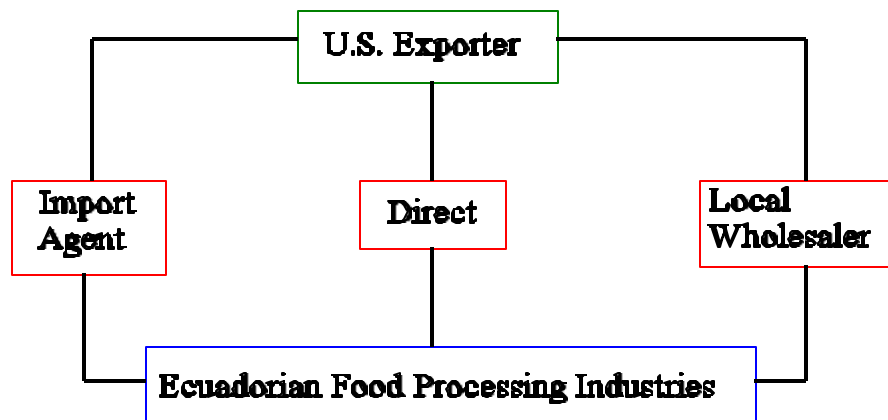 U.S. Exporter
Import
Agent
Direct
Local
Wholesaler
Ecuadorian Food Processing Industries